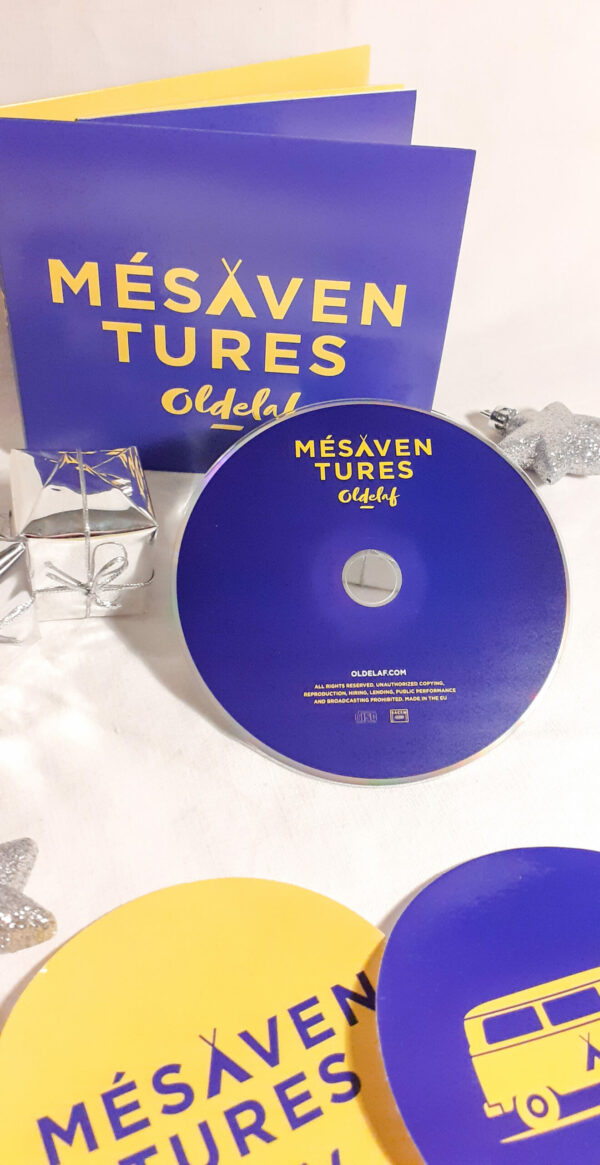 MÉSAVEN
TURES
Oldelaf
MÉSAVEN
TURES
Oldelaf
OLDELAF.COM
ALL RIGHTS RESERVED. UNAUTHORIZED COPYING,
REPRODUCTION, HIRING, LENDING, PUBLIC PERFORMANCE
AND BROADCASTING PROHIBITED. MADE IN THE EU
SACEM
MÉSAVEN
TURES